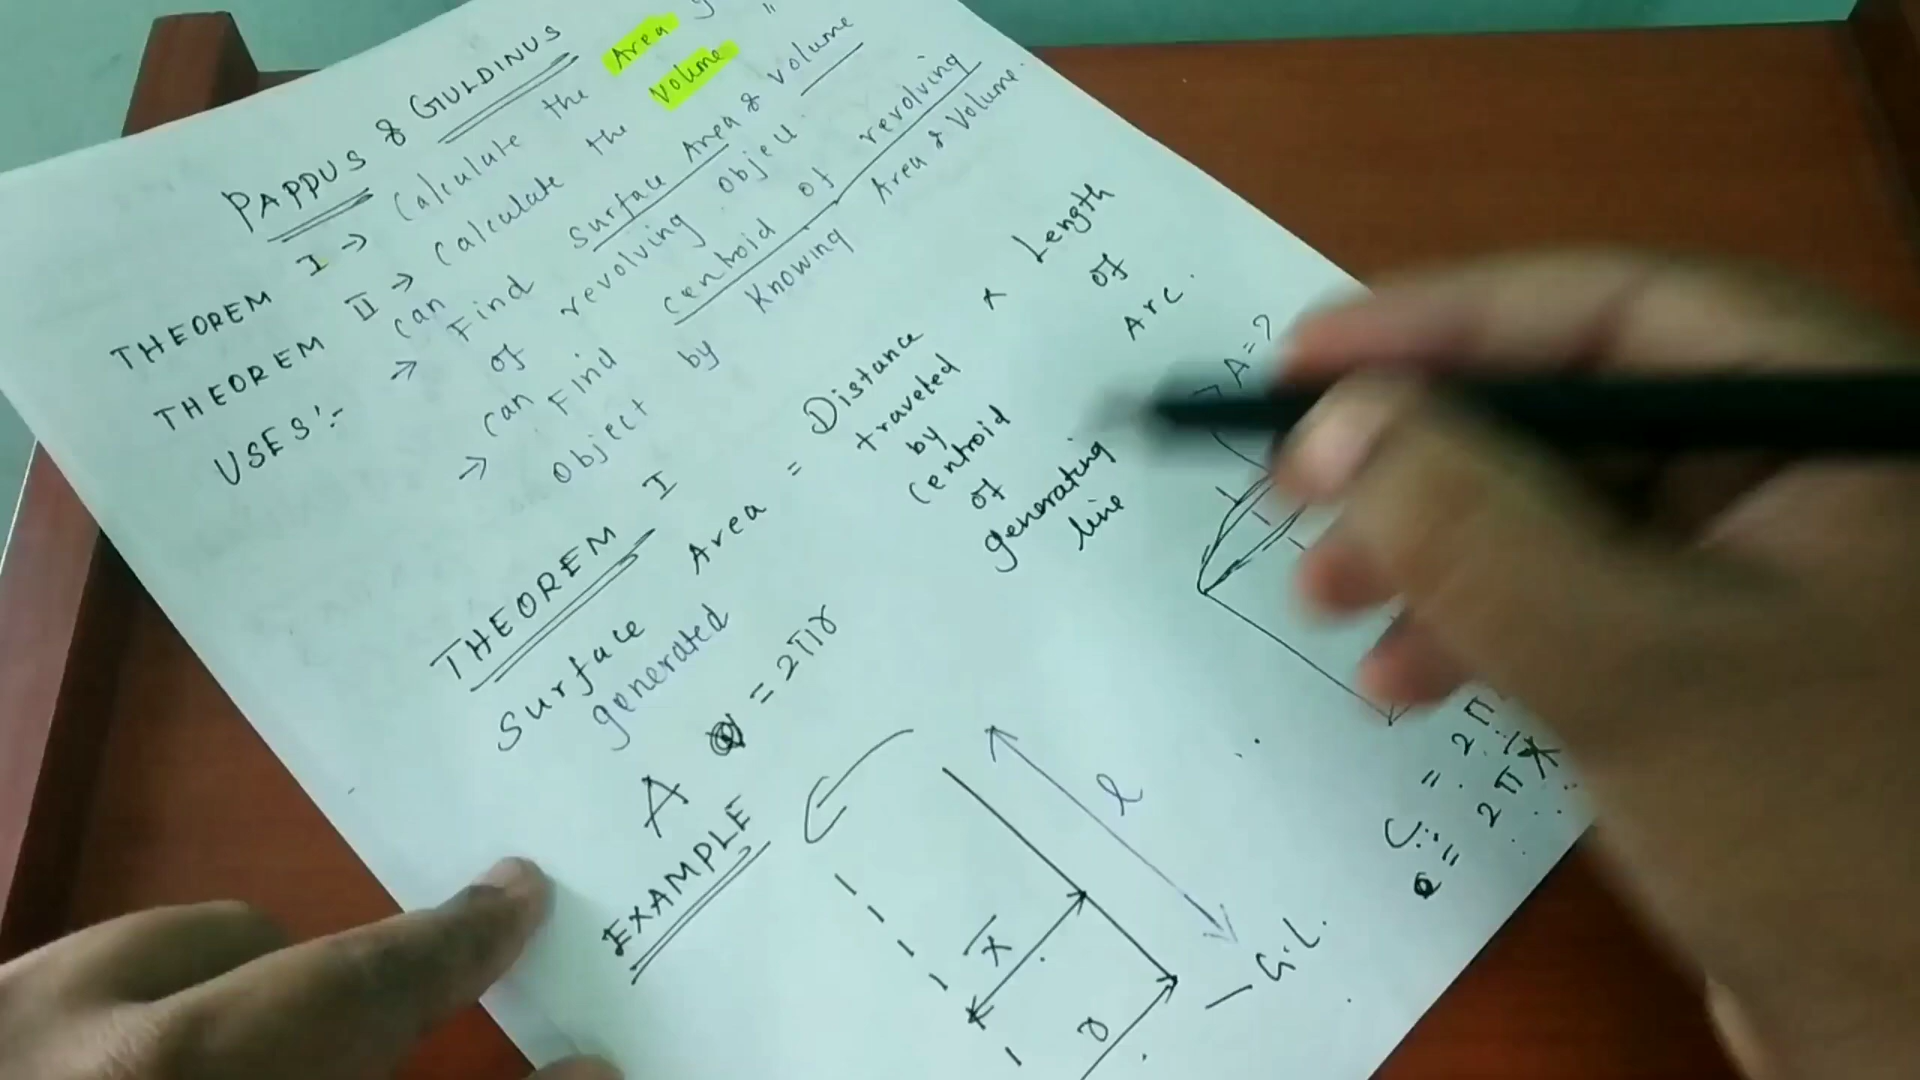 PAPPUS & GULDINUS
THEOREM I → Calculate the Area
THEOREM II → Calculate the Volume "
USES:- can
→ Find Surface Area & Volume
of revolving Object
→ can Find centroid of revolving
Object by Knowing Area & Volume.
THEOREM I
Surface Area = Distance × Length
generated traveled of
by Arc.
centroid
of
generating
line
A = 2πr
EXAMPLE
l
x̄
r
G.L.
A=?
C = 2π
= 2πx̄